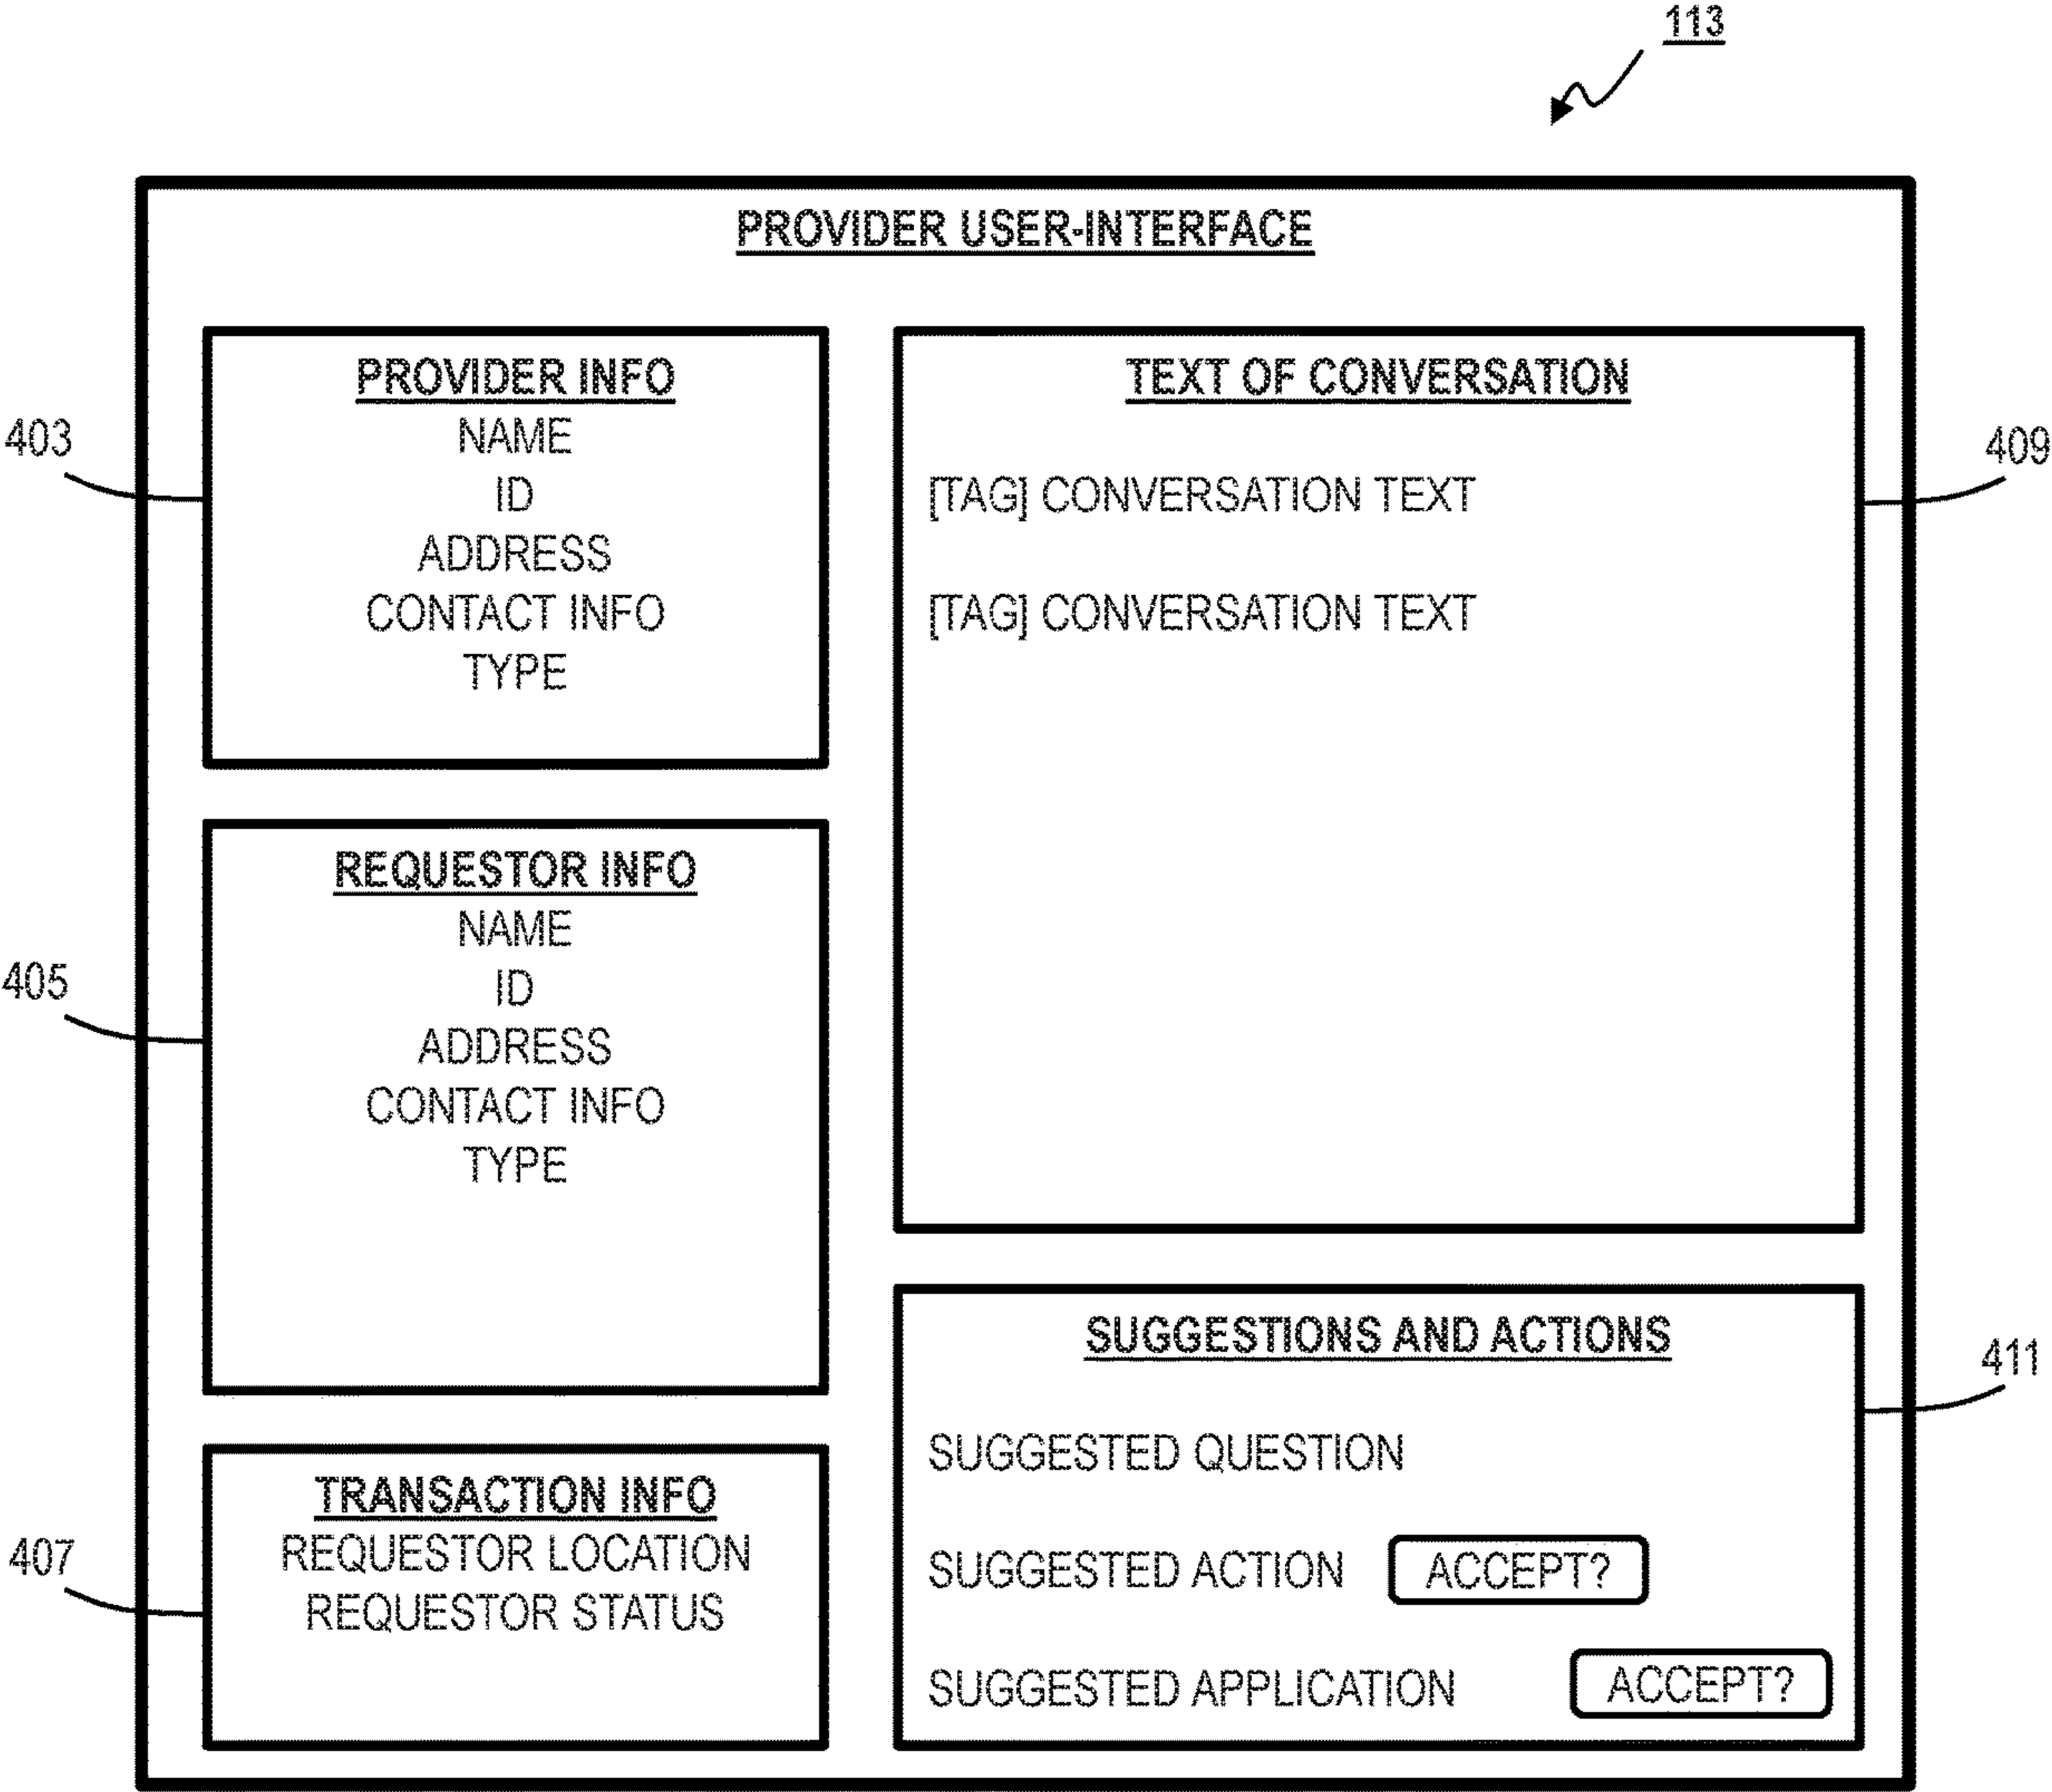 113
PROVIDER USER-INTERFACE
403
PROVIDER INFO
NAME
ID
ADDRESS
CONTACT INFO
TYPE
405
REQUESTOR INFO
NAME
ID
ADDRESS
CONTACT INFO
TYPE
407
TRANSACTION INFO
REQUESTOR LOCATION
REQUESTOR STATUS
409
TEXT OF CONVERSATION
[TAG] CONVERSATION TEXT
[TAG] CONVERSATION TEXT
411
SUGGESTIONS AND ACTIONS
SUGGESTED QUESTION
SUGGESTED ACTION ACCEPT?
SUGGESTED APPLICATION ACCEPT?